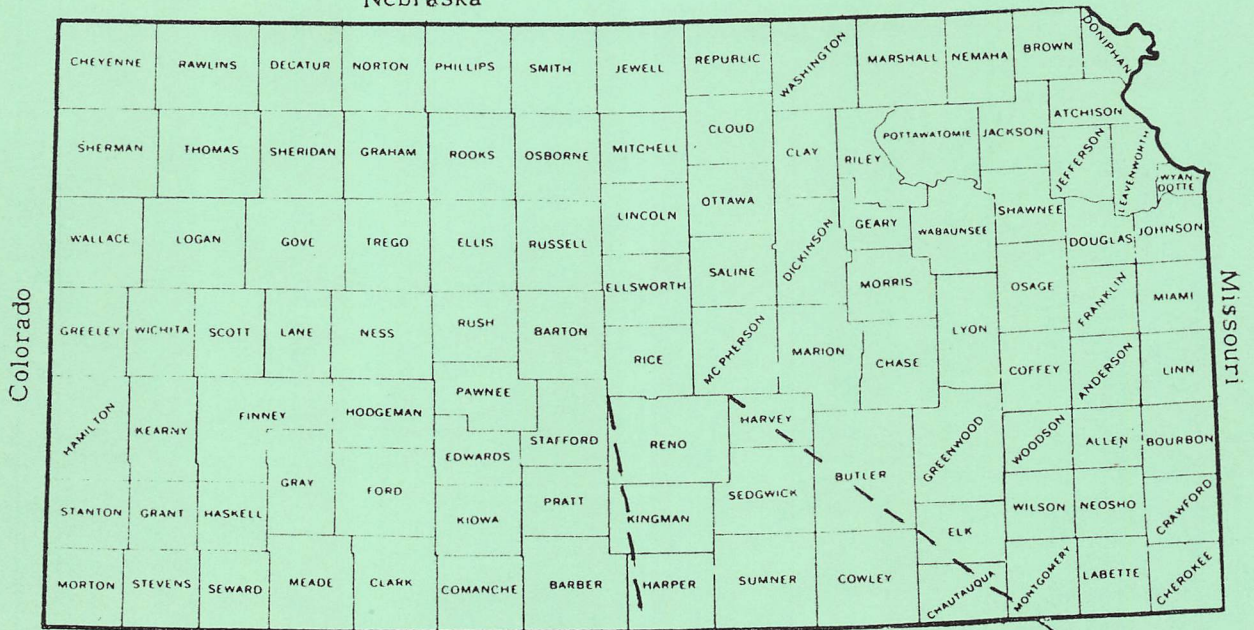 Nebraska
CHEYENNE RAWLINS DECATUR NORTON PHILLIPS SMITH JEWELL REPUBLIC WASHINGTON MARSHALL NEMAHA BROWN DONIPHAN
CLOUD ATCHISON
SHERMAN THOMAS SHERIDAN GRAHAM ROOKS OSBORNE MITCHELL CLAY RILEY POTTAWATOMIE JACKSON JEFFERSON LEAVENWORTH WYAN-
DOTTE
LINCOLN OTTAWA GEARY WABAUNSEE SHAWNEE
WALLACE LOGAN GOVE TREGO ELLIS RUSSELL DICKINSON DOUGLAS JOHNSON
ELLSWORTH SALINE MORRIS OSAGE FRANKLIN MIAMI
Colorado
Missouri
GREELEY WICHITA SCOTT LANE NESS RUSH BARTON RICE MC PHERSON MARION CHASE LYON COFFEY ANDERSON LINN
PAWNEE
HAMILTON KEARNY FINNEY HODGEMAN STAFFORD RENO HARVEY GREENWOOD WOODSON ALLEN BOURBON
EDWARDS BUTLER
GRAY FORD PRATT SEDGWICK
STANTON GRANT HASKELL KIOWA KINGMAN ELK WILSON NEOSHO CRAWFORD
MORTON STEVENS SEWARD MEADE CLARK COMANCHE BARBER HARPER SUMNER COWLEY CHAUTAUQUA MONTGOMERY LABETTE CHEROKEE